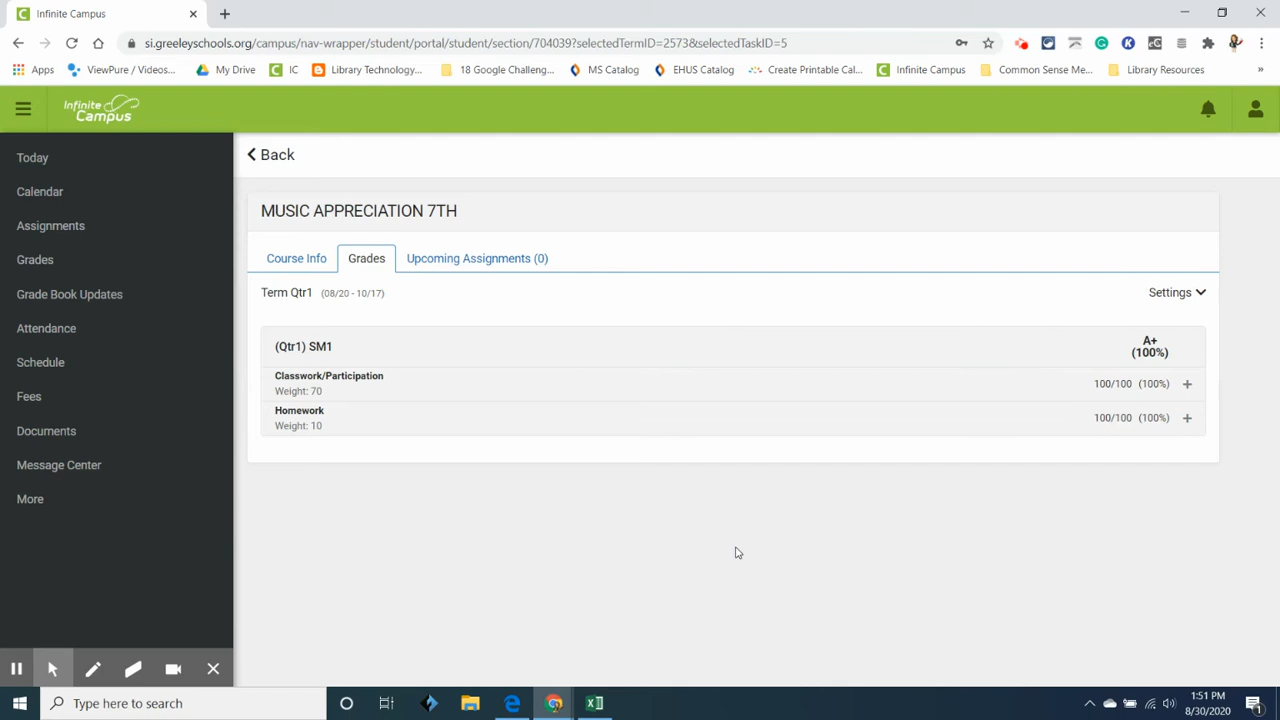 Infinite Campus
si.greeleyschools.org/campus/nav-wrapper/student/portal/student/section/704039?selectedTermID=2573&selectedTaskID=5
Apps ViewPure / Videos... My Drive IC Library Technology... 18 Google Challeng... MS Catalog EHUS Catalog Create Printable Cal... Infinite Campus Common Sense Me... Library Resources »
Infinite
Campus
Today
Calendar
Assignments
Grades
Grade Book Updates
Attendance
Schedule
Fees
Documents
Message Center
More
Back
MUSIC APPRECIATION 7TH
Course Info Grades Upcoming Assignments (0)
Term Qtr1 (08/20 - 10/17) Settings
(Qtr1) SM1 A+
(100%)
Classwork/Participation
Weight: 70
100/100 (100%) +
Homework
Weight: 10
100/100 (100%) +
Type here to search
1:51 PM
8/30/2020
1